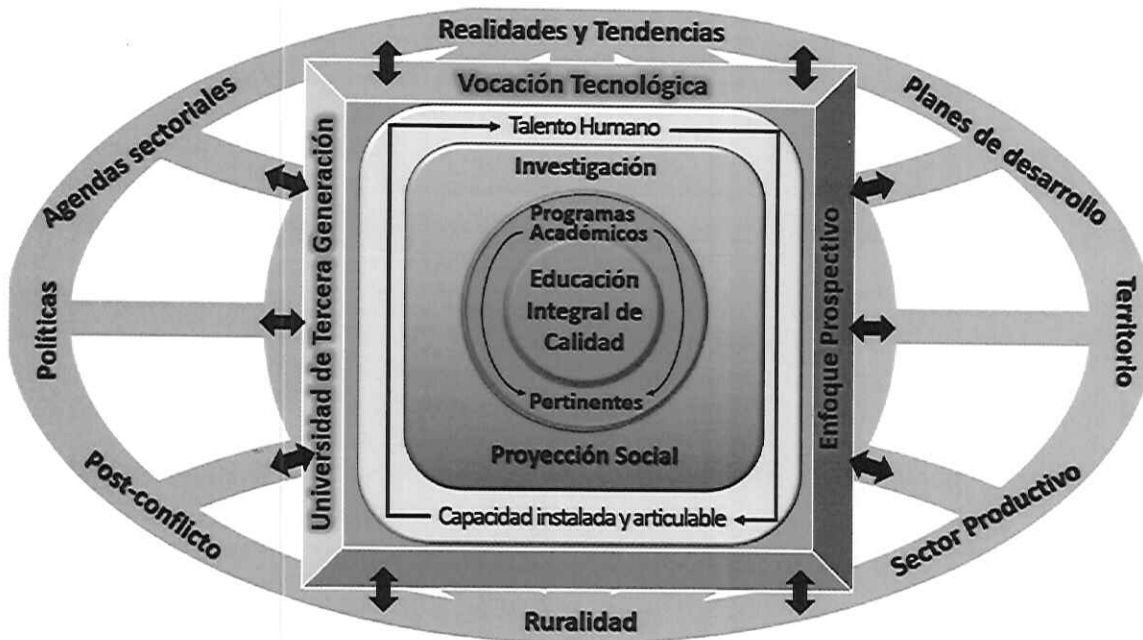 Realidades y Tendencias
Vocación Tecnológica
Agendas sectoriales
Planes de desarrollo
Talento Humano
Investigación
Programas
Académicos
Educación
Integral de
Calidad
Pertinentes
Proyección Social
Capacidad instalada y articulable
Universidad de Tercera Generación
Enfoque Prospectivo
Políticas
Territorio
Post-conflicto
Sector Productivo
Ruralidad